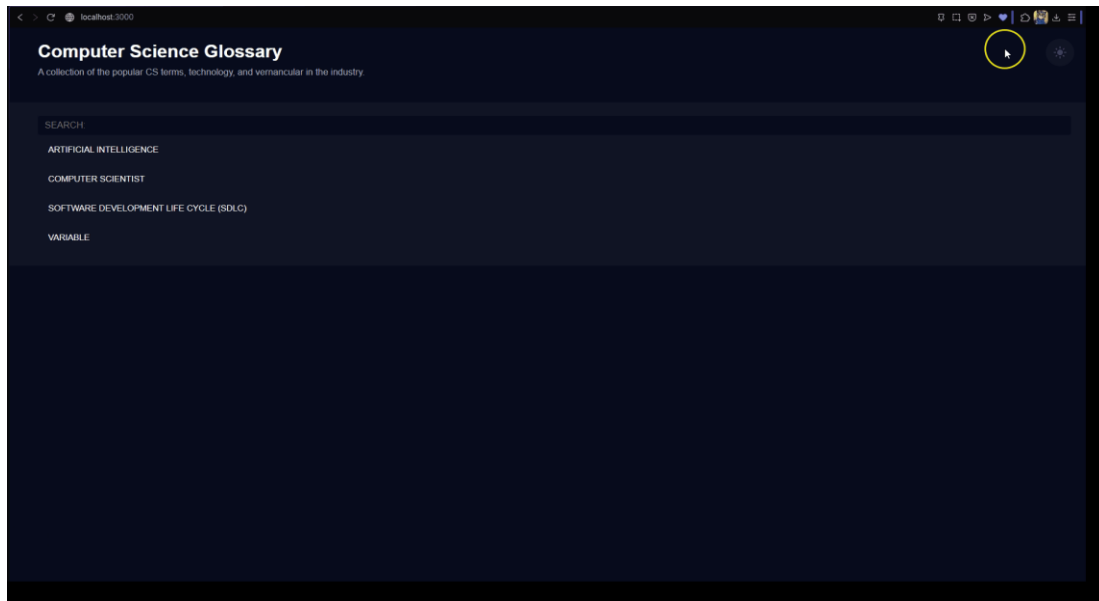 localhost:3000
Computer Science Glossary
A collection of the popular CS terms, technology, and vernancular in the industry.
SEARCH
ARTIFICIAL INTELLIGENCE
COMPUTER SCIENTIST
SOFTWARE DEVELOPMENT LIFE CYCLE (SDLC)
VARIABLE